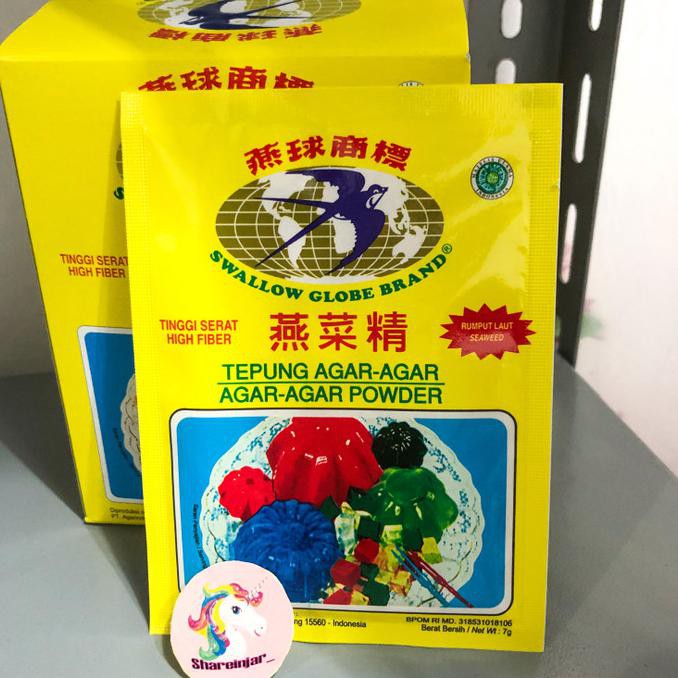 燕球商標
TINGGI SERAT
HIGH FIBER
燕球商標
SWALLOW GLOBE BRAND®
TINGGI SERAT
HIGH FIBER
燕菜精
RUMPUT LAUT
SEAWEED
TEPUNG AGAR-AGAR
AGAR-AGAR POWDER
15560 - Indonesia
BPOM RI MD. 318531018106
Berat Bersih / Net Wt : 7g
Shareinjar_